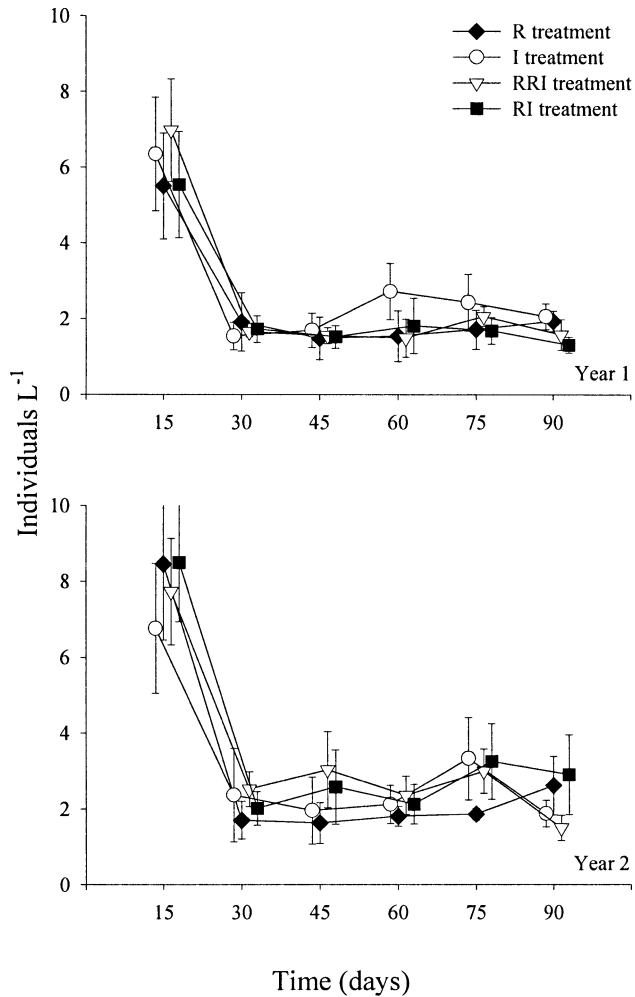 10
8
6
4
2
0
R treatment
I treatment
RRI treatment
RI treatment
Year 1
15 30 45 60 75 90
Individuals L⁻¹
10
8
6
4
2
0
Year 2
15 30 45 60 75 90
Time (days)